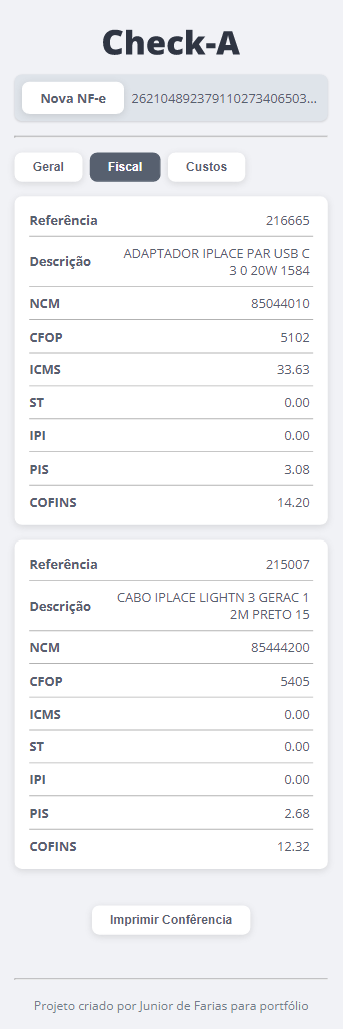 Check-A
Nova NF-e 262104892379110273406503...
Geral Fiscal Custos
Referência 216665
Descrição ADAPTADOR IPLACE PAR USB C
3 0 20W 1584
NCM 85044010
CFOP 5102
ICMS 33.63
ST 0.00
IPI 0.00
PIS 3.08
COFINS 14.20
Referência 215007
Descrição CABO IPLACE LIGHTN 3 GERAC 1
2M PRETO 15
NCM 85444200
CFOP 5405
ICMS 0.00
ST 0.00
IPI 0.00
PIS 2.68
COFINS 12.32
Imprimir Confêrencia
Projeto criado por Junior de Farias para portfólio